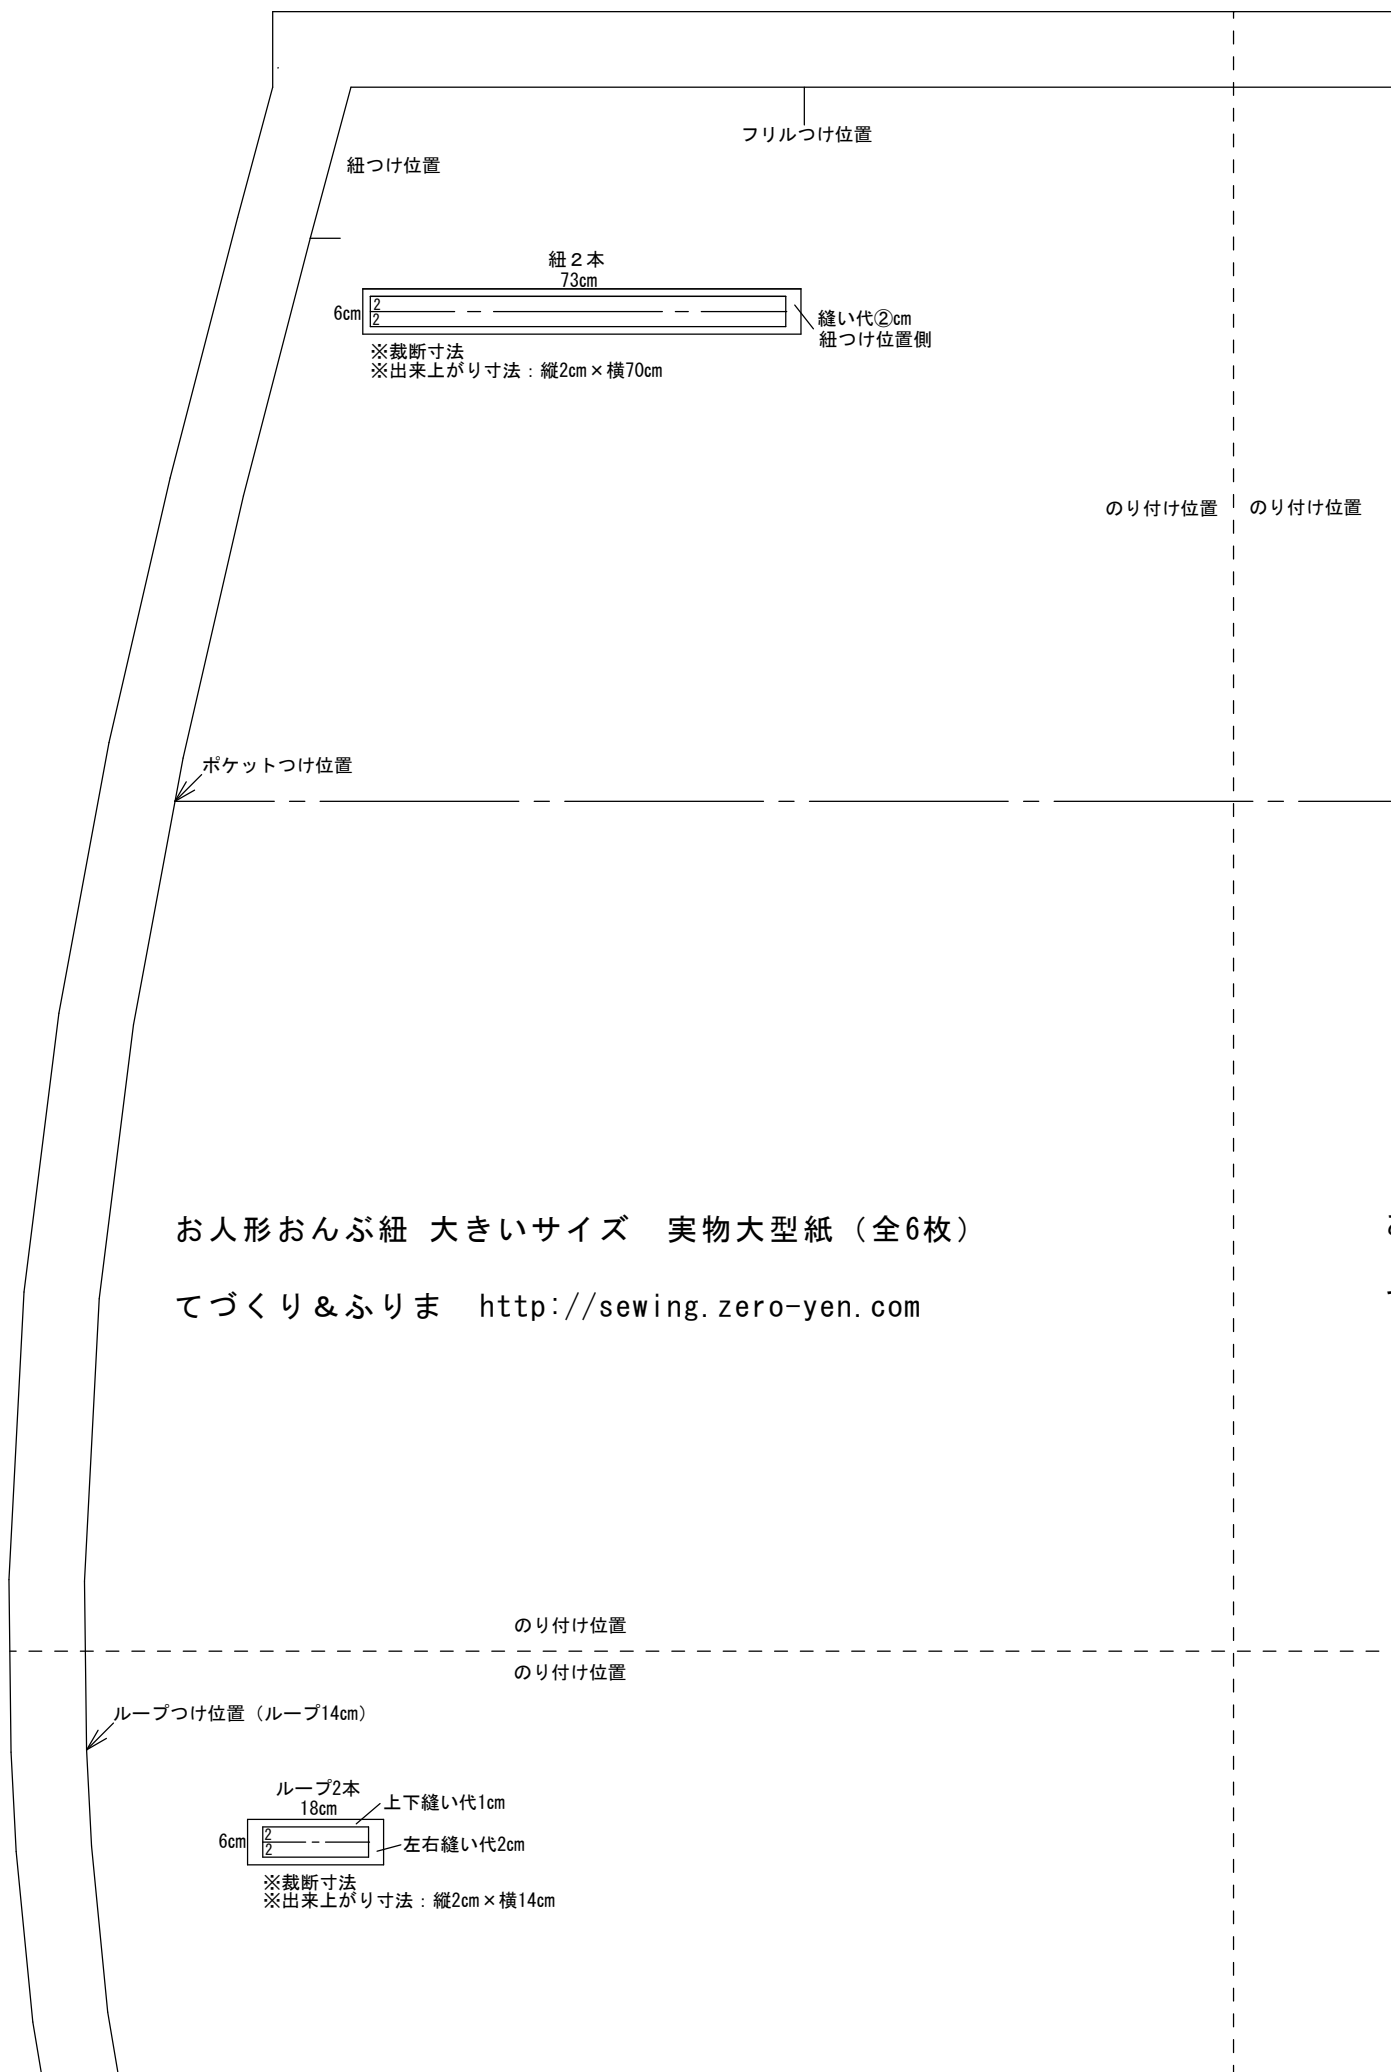 フリルつけ位置
紐つけ位置
紐２本
73cm
6cm
2
2
縫い代②cm
紐つけ位置側
※裁断寸法
※出来上がり寸法：縦2cm×横70cm
のり付け位置 のり付け位置
ポケットつけ位置
お人形おんぶ紐 大きいサイズ　実物大型紙（全6枚）
てづくり＆ふりま　http://sewing.zero-yen.com
のり付け位置
のり付け位置
ループつけ位置（ループ14cm）
ループ2本
18cm
上下縫い代1cm
6cm
2
2
左右縫い代2cm
※裁断寸法
※出来上がり寸法：縦2cm×横14cm